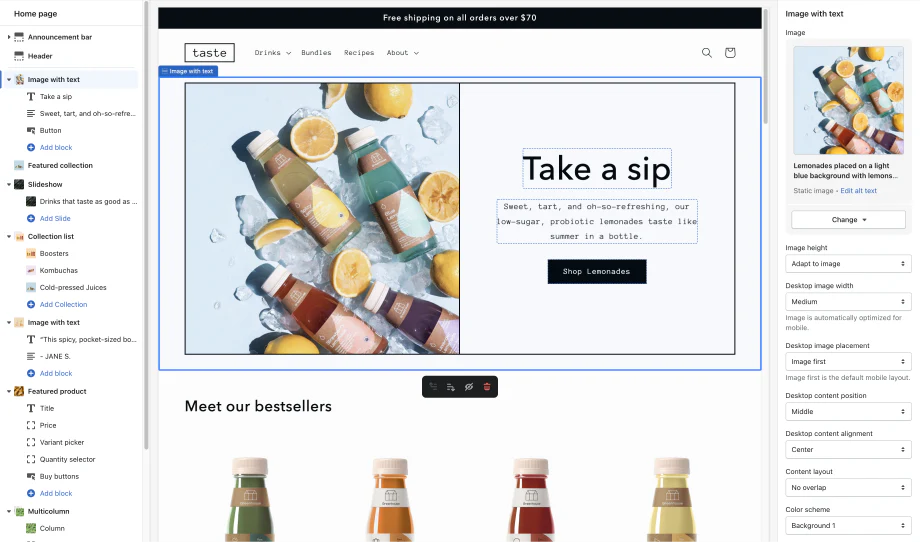 Home page
Announcement bar
Header
Image with text
Take a sip
Sweet, tart, and oh-so-refre...
Button
Add block
Featured collection
Slideshow
Drinks that taste as good as ...
Add Slide
Collection list
Boosters
Kombuchas
Cold-pressed Juices
Add Collection
Image with text
"This spicy, pocket-sized bo...
- JANE S.
Add block
Featured product
Title
Price
Variant picker
Quantity selector
Buy buttons
Add block
Multicolumn
Column
Free shipping on all orders over $70
taste
Drinks
Bundles
Recipes
About
Image with text
Take a sip
Sweet, tart, and oh-so-refreshing, our
low-sugar, probiotic lemonades taste like
summer in a bottle.
Shop Lemonades
Meet our bestsellers
Image with text
Image
Lemonades placed on a light
blue background with lemons...
Static image • Edit alt text
Change
Image height
Adapt to image
Desktop image width
Medium
Image is automatically optimized for
mobile.
Desktop image placement
Image first
Image first is the default mobile layout.
Desktop content position
Middle
Desktop content alignment
Center
Content layout
No overlap
Color scheme
Background 1